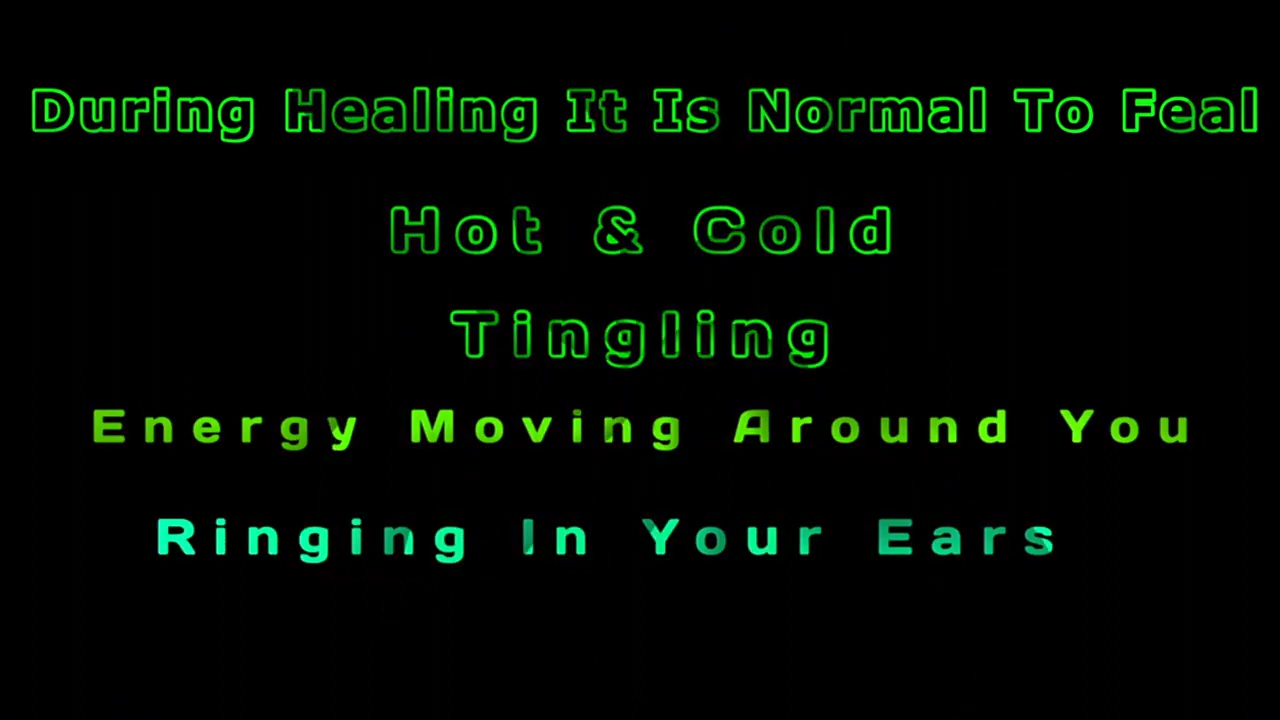 During Healing It Is Normal To Feal
Hot & Cold
Tingling
Energy Moving Around You
Ringing In Your Ears